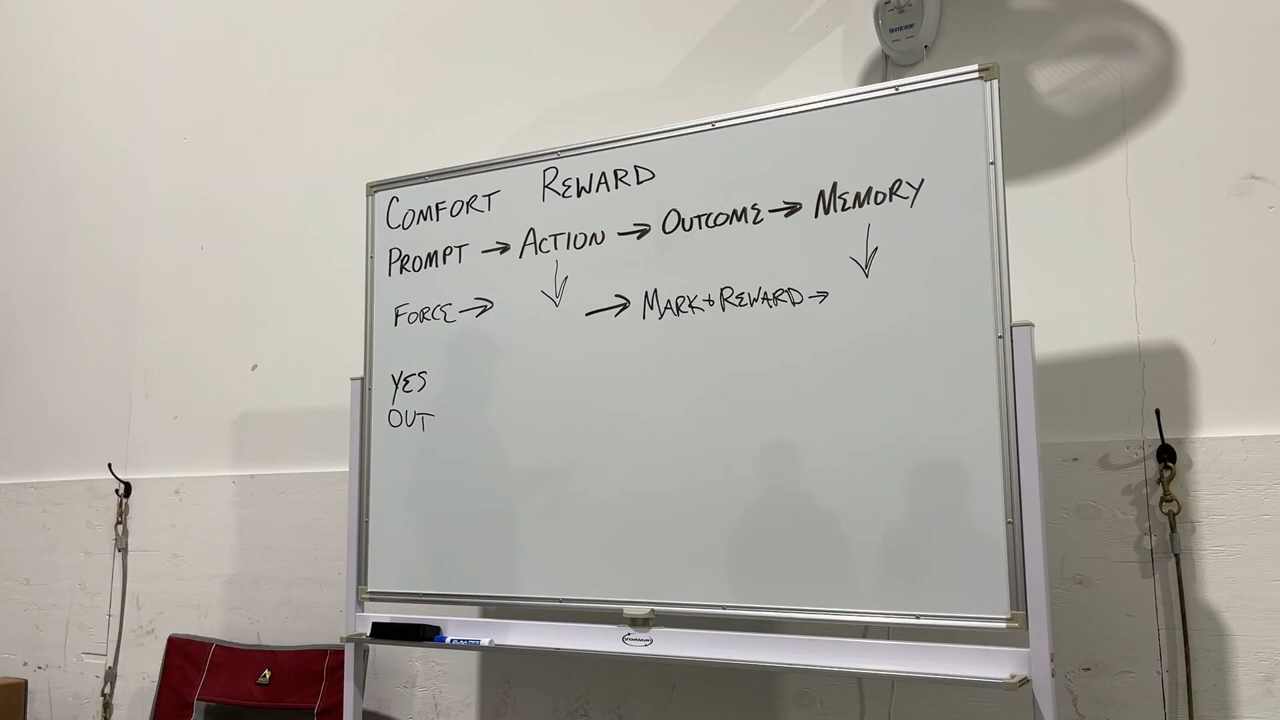 COMFORT REWARD
PROMPT → ACTION → OUTCOME → MEMORY
FORCE → → MARK + REWARD →
YES
OUT